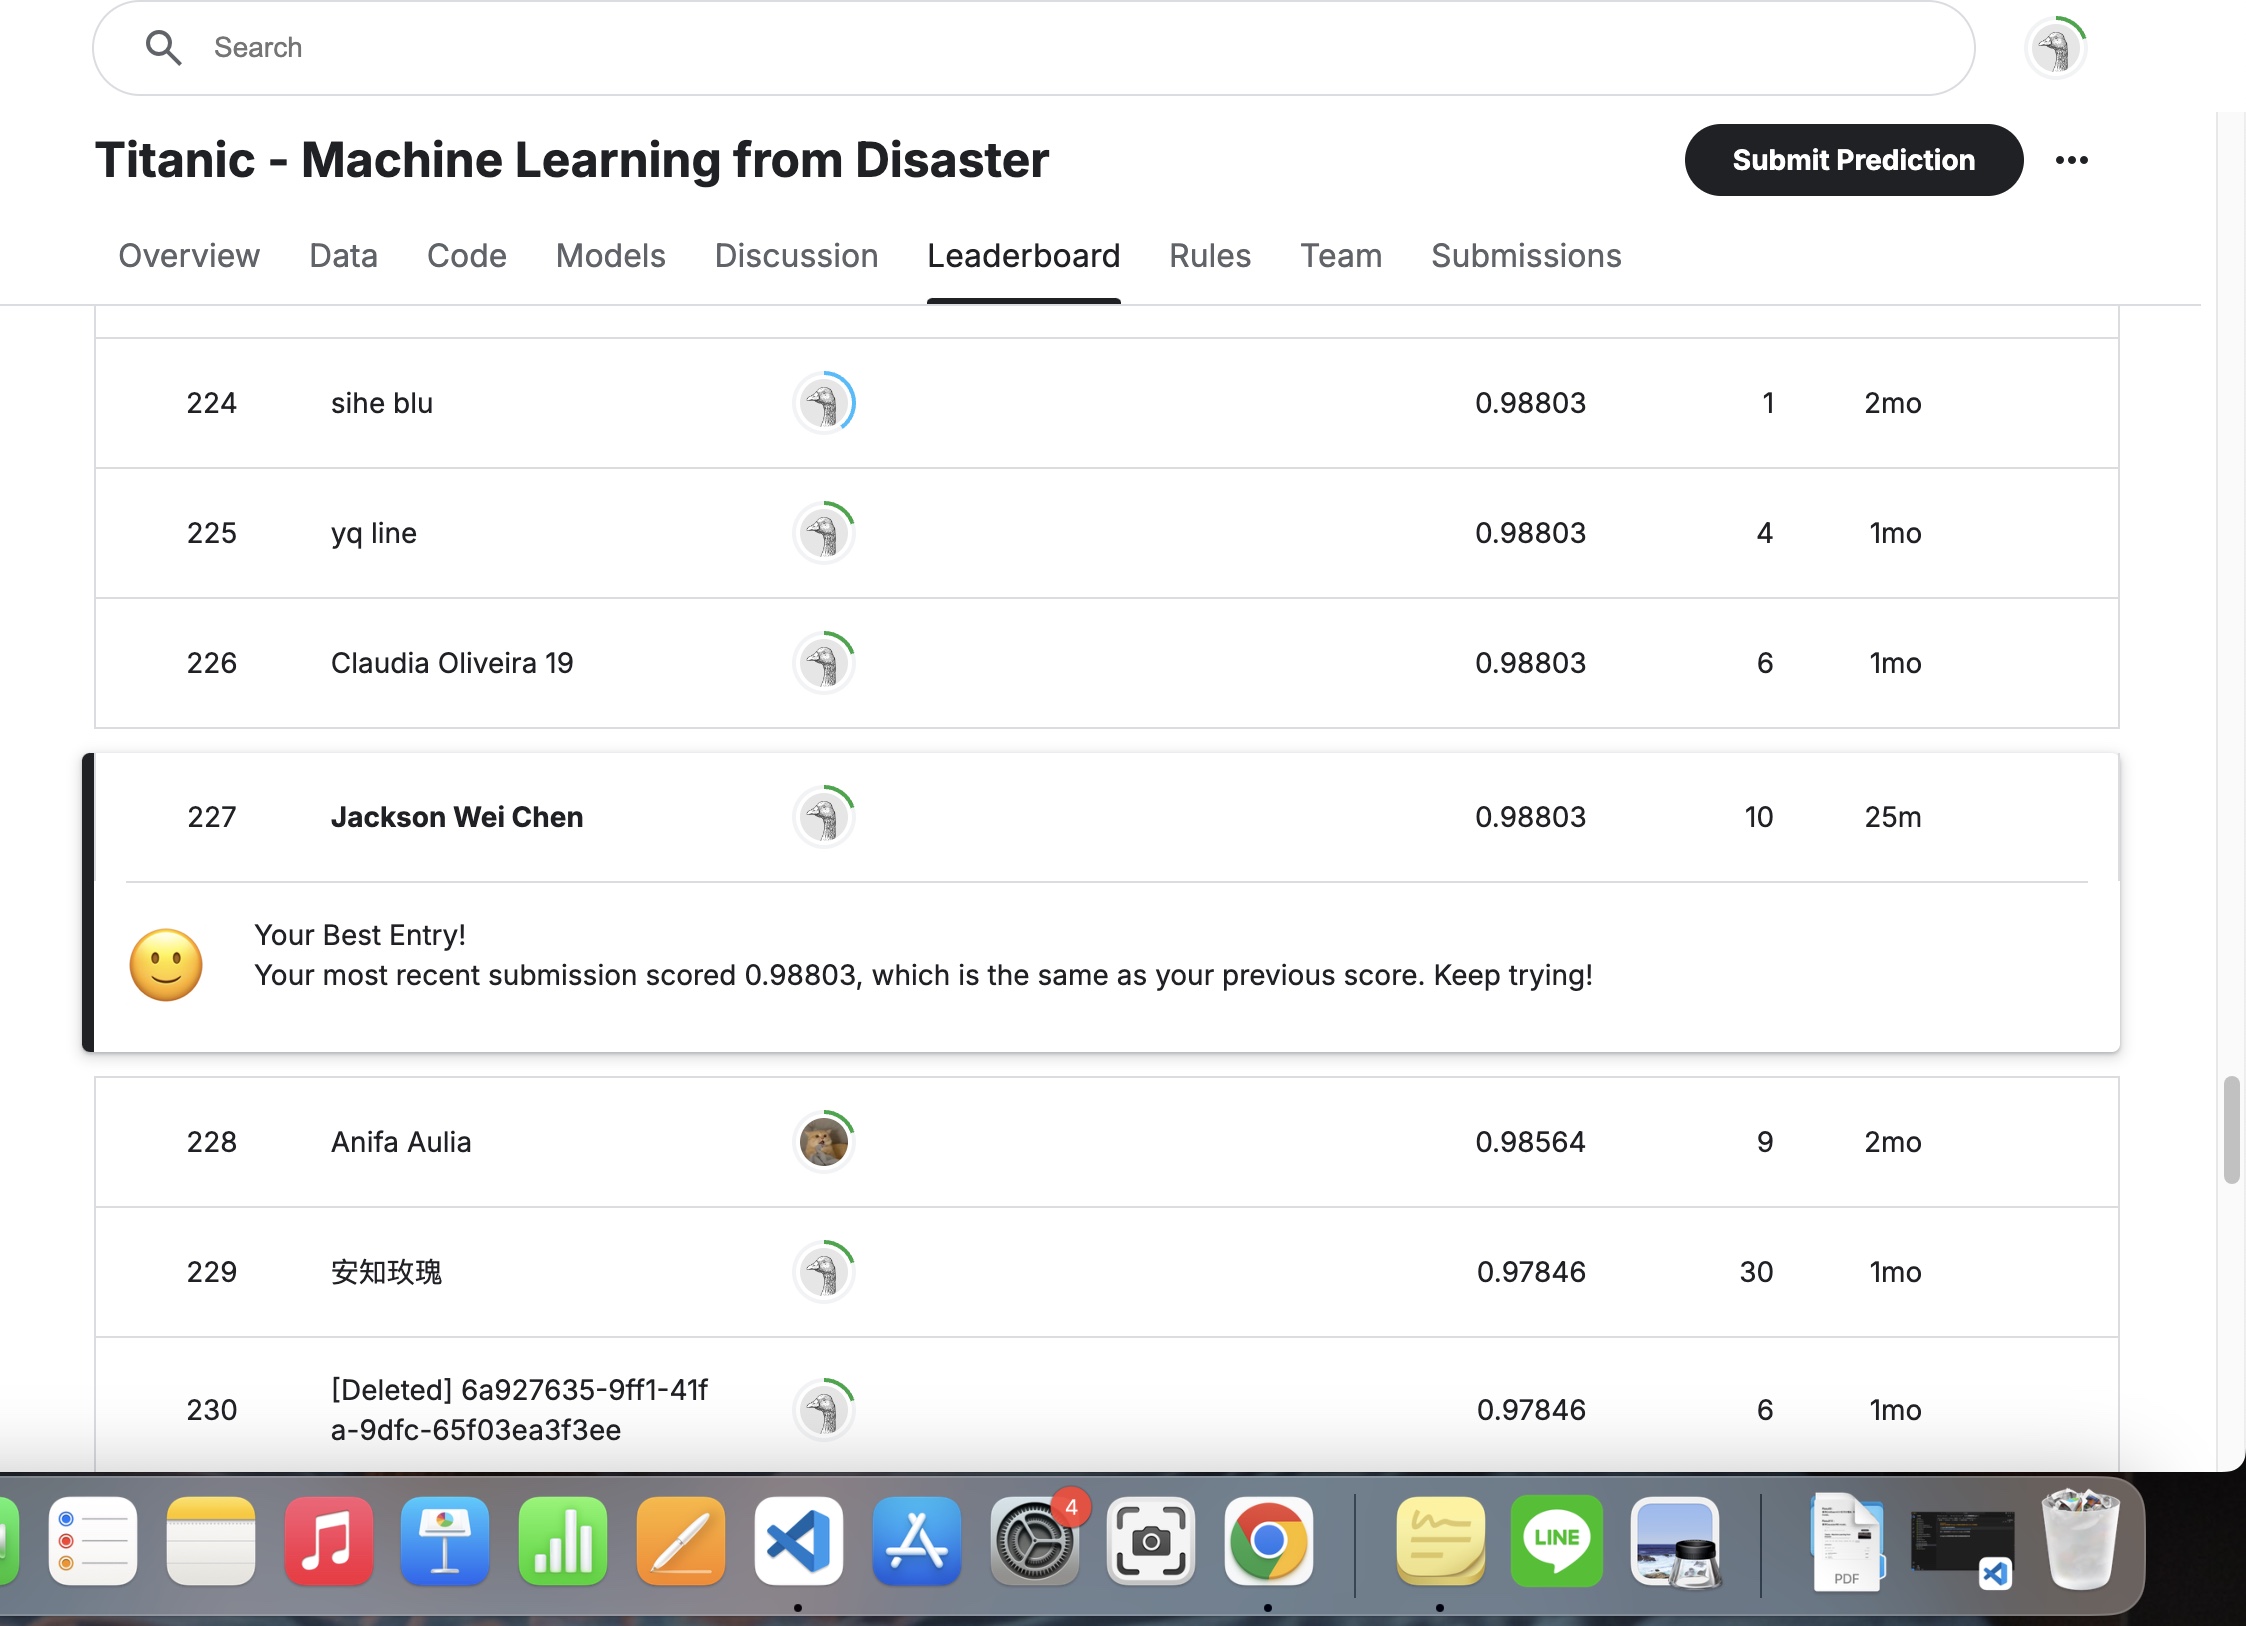 Search
Titanic - Machine Learning from Disaster
Submit Prediction
Overview Data Code Models Discussion Leaderboard Rules Team Submissions
224 sihe blu 0.98803 1 2mo
225 yq line 0.98803 4 1mo
226 Claudia Oliveira 19 0.98803 6 1mo
227 Jackson Wei Chen 0.98803 10 25m
Your Best Entry!
Your most recent submission scored 0.98803, which is the same as your previous score. Keep trying!
228 Anifa Aulia 0.98564 9 2mo
229 安知玫瑰 0.97846 30 1mo
230 [Deleted] 6a927635-9ff1-41f 0.97846 6 1mo
a-9dfc-65f03ea3f3ee
4
LINE
PDF